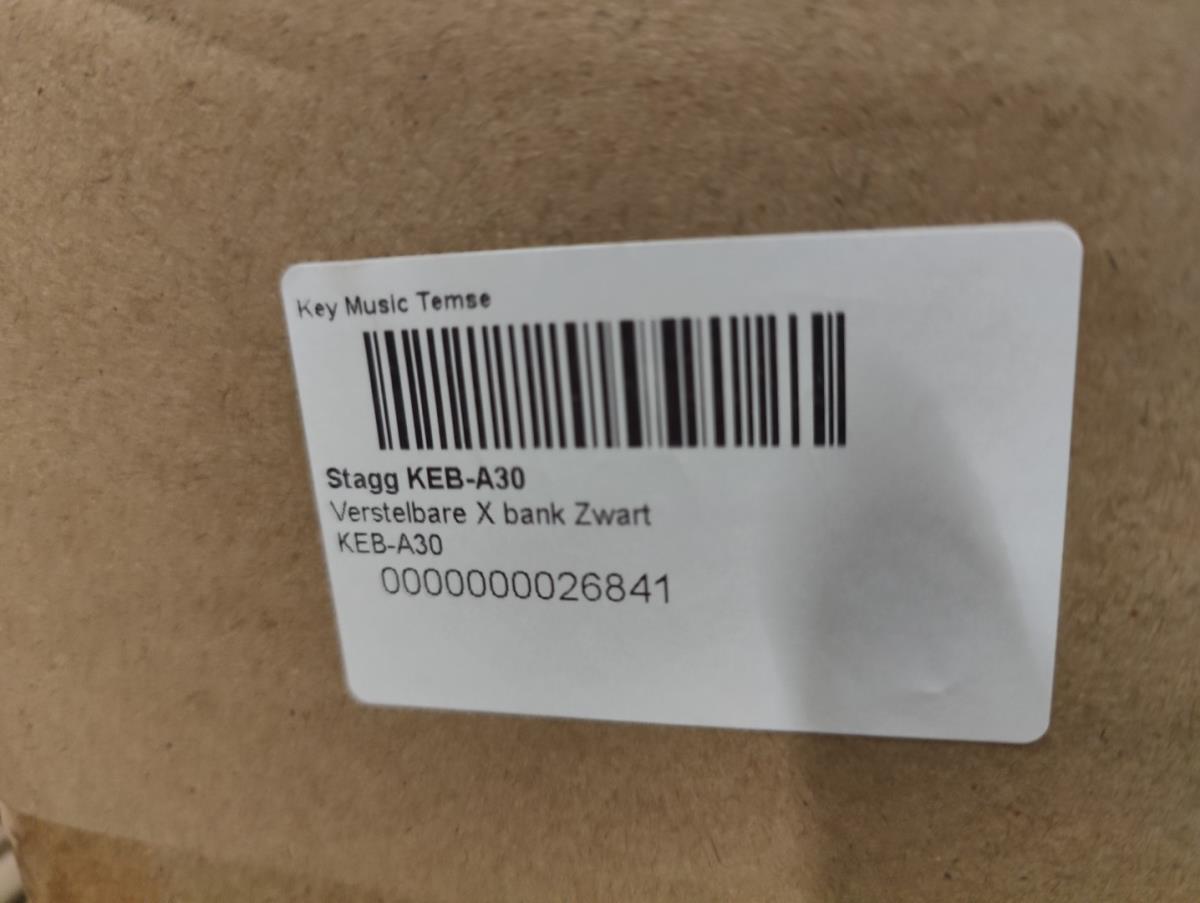 Key Music Temse
Stagg KEB-A30
Verstelbare X bank Zwart
KEB-A30
0000000026841